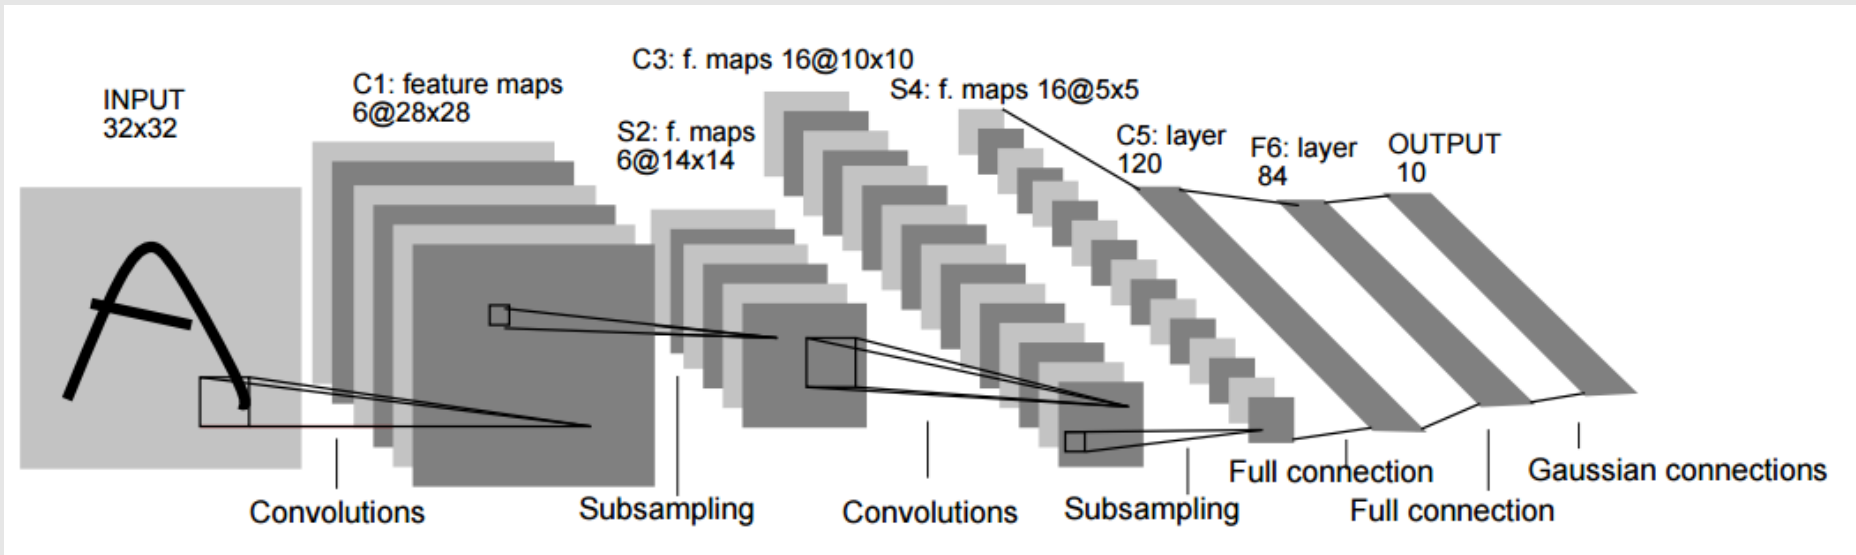 INPUT
32x32
C1: feature maps
6@28x28
C3: f. maps 16@10x10
S2: f. maps
6@14x14
S4: f. maps 16@5x5
C5: layer
120
F6: layer
84
OUTPUT
10
Convolutions
Subsampling
Convolutions
Subsampling
Full connection
Full connection
Gaussian connections